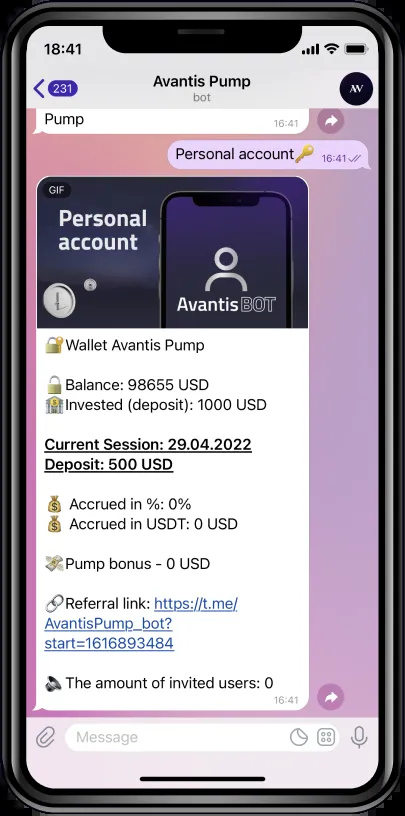 18:41
231
Avantis Pump
bot
AV
Pump
16:41
Personal account🔑 16:41
GIF
Personal
account
AvantisBOT
🔐Wallet Avantis Pump
🔒Balance: 98655 USD
🏦Invested (deposit): 1000 USD
Current Session: 29.04.2022
Deposit: 500 USD
💰 Accrued in %: 0%
💰 Accrued in USDT: 0 USD
💸Pump bonus - 0 USD
🔗Referral link: https://t.me/
AvantisPump_bot?
start=1616893484
🔈The amount of invited users: 0
16:41
Message